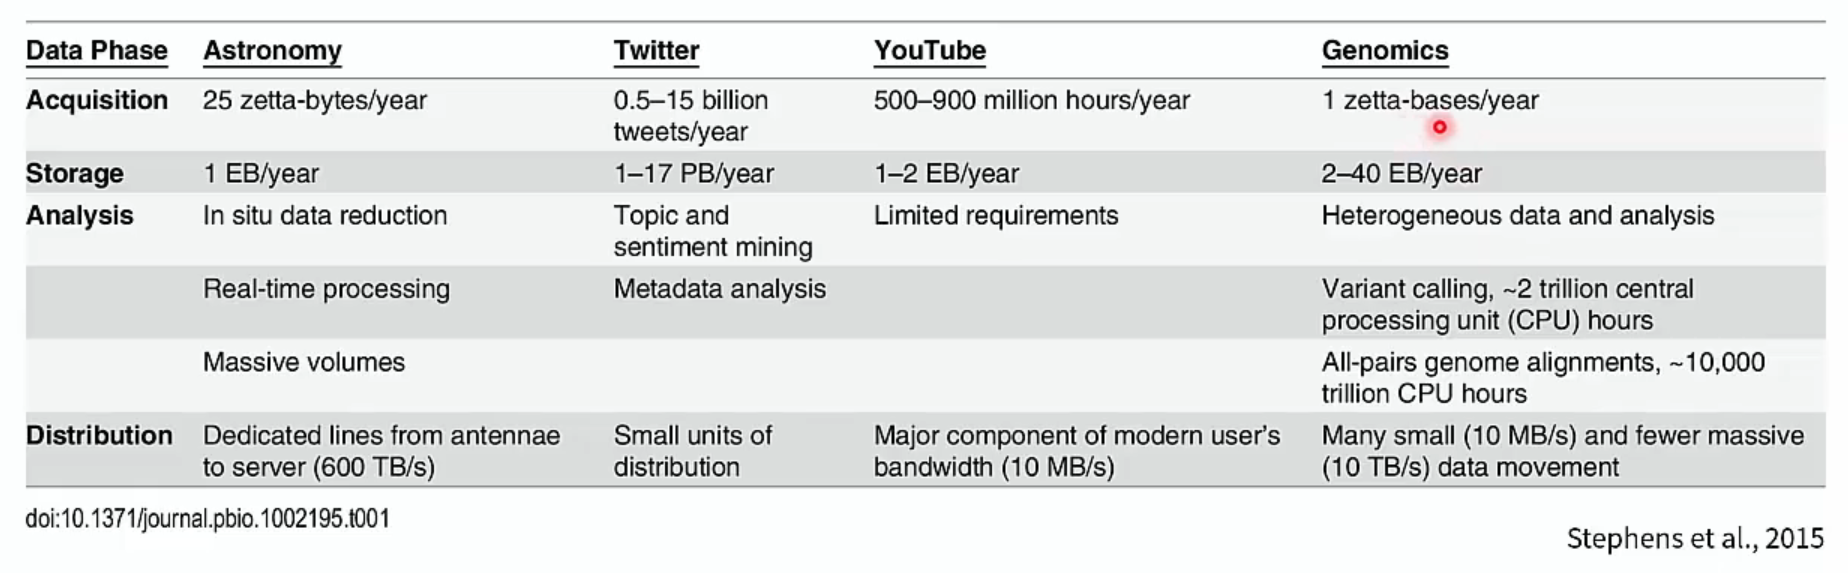 Data Phase Astronomy Twitter YouTube Genomics
Acquisition 25 zetta-bytes/year 0.5–15 billion 500–900 million hours/year 1 zetta-bases/year
tweets/year
Storage 1 EB/year 1–17 PB/year 1–2 EB/year 2–40 EB/year
Analysis In situ data reduction Topic and Limited requirements Heterogeneous data and analysis
sentiment mining
Real-time processing Metadata analysis Variant calling, ~2 trillion central
processing unit (CPU) hours
Massive volumes All-pairs genome alignments, ~10,000
trillion CPU hours
Distribution Dedicated lines from antennae Small units of Major component of modern user’s Many small (10 MB/s) and fewer massive
to server (600 TB/s) distribution bandwidth (10 MB/s) (10 TB/s) data movement
doi:10.1371/journal.pbio.1002195.t001
Stephens et al., 2015